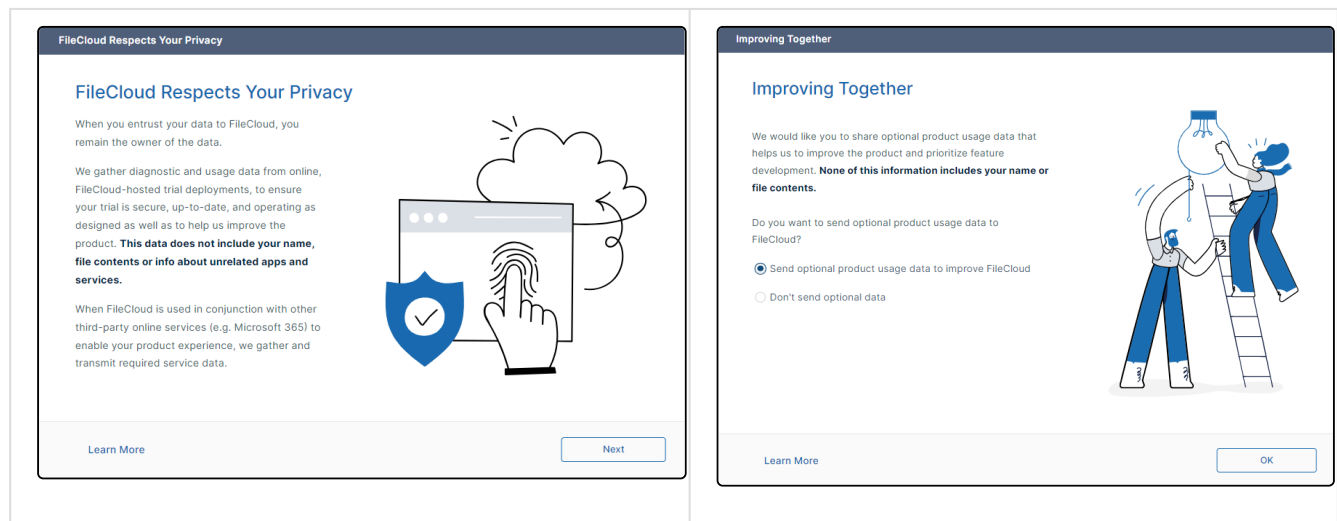 FileCloud Respects Your Privacy
FileCloud Respects Your Privacy
When you entrust your data to FileCloud, you
remain the owner of the data.
We gather diagnostic and usage data from online,
FileCloud-hosted trial deployments, to ensure
your trial is secure, up-to-date, and operating as
designed as well as to help us improve the
product. This data does not include your name,
file contents or info about unrelated apps and
services.
When FileCloud is used in conjunction with other
third-party online services (e.g. Microsoft 365) to
enable your product experience, we gather and
transmit required service data.
Learn More
Next
Improving Together
Improving Together
We would like you to share optional product usage data that
helps us to improve the product and prioritize feature
development. None of this information includes your name or
file contents.
Do you want to send optional product usage data to
FileCloud?
Send optional product usage data to improve FileCloud
Don't send optional data
Learn More
OK